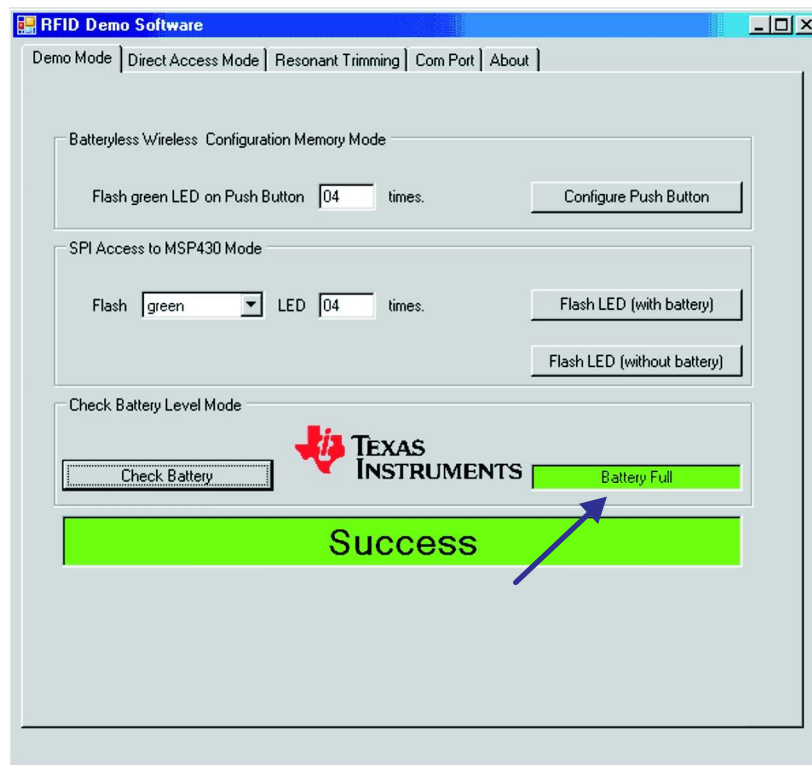 RFID Demo Software
Demo Mode Direct Access Mode Resonant Trimming Com Port About
Batteryless Wireless Configuration Memory Mode
Flash green LED on Push Button 04 times. Configure Push Button
SPI Access to MSP430 Mode
Flash green LED 04 times. Flash LED (with battery)
Flash LED (without battery)
Check Battery Level Mode
TEXAS
INSTRUMENTS
Check Battery Battery Full
Success